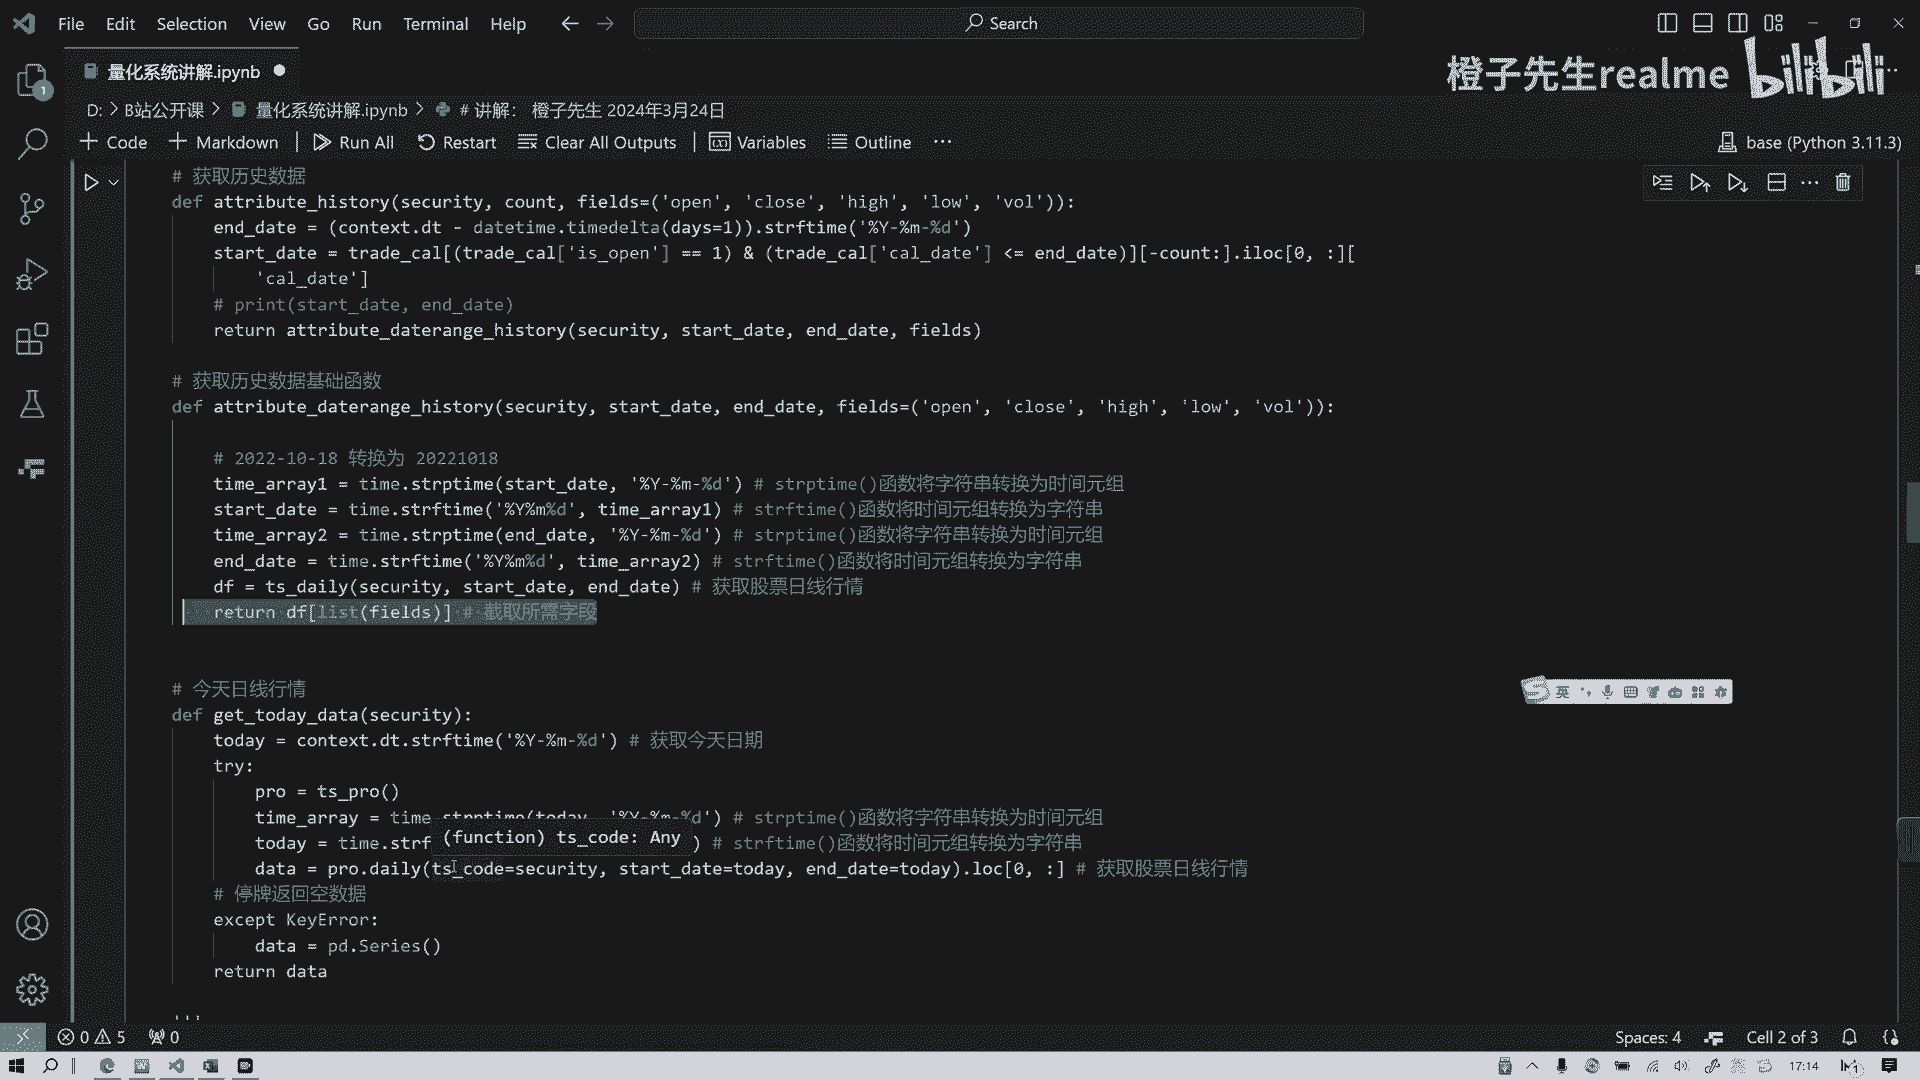 File Edit Selection View Go Run Terminal Help
Search
量化系统讲解.ipynb
橙子先生realme bilibili
D: > B站公开课 > 量化系统讲解.ipynb > # 讲解： 橙子先生 2024年3月24日
+ Code + Markdown | Run All Restart Clear All Outputs | Variables Outline ···
base (Python 3.11.3)
# 获取历史数据
def attribute_history(security, count, fields=('open', 'close', 'high', 'low', 'vol')):
end_date = (context.dt - datetime.timedelta(days=1)).strftime('%Y-%m-%d')
start_date = trade_cal[(trade_cal['is_open'] == 1) & (trade_cal['cal_date'] <= end_date)][-count:].iloc[0, :][
'cal_date']
# print(start_date, end_date)
return attribute_daterange_history(security, start_date, end_date, fields)
# 获取历史数据基础函数
def attribute_daterange_history(security, start_date, end_date, fields=('open', 'close', 'high', 'low', 'vol')):
# 2022-10-18 转换为 20221018
time_array1 = time.strptime(start_date, '%Y-%m-%d') # strptime()函数将字符串转换为时间元组
start_date = time.strftime('%Y%m%d', time_array1) # strftime()函数将时间元组转换为字符串
time_array2 = time.strptime(end_date, '%Y-%m-%d') # strptime()函数将字符串转换为时间元组
end_date = time.strftime('%Y%m%d', time_array2) # strftime()函数将时间元组转换为字符串
df = ts_daily(security, start_date, end_date) # 获取股票日线行情
return df[list(fields)] # 截取所需字段
# 今天日线行情
def get_today_data(security):
today = context.dt.strftime('%Y-%m-%d') # 获取今天日期
try:
pro = ts_pro()
time_array = time.strptime(today, '%Y-%m-%d') # strptime()函数将字符串转换为时间元组
today = time.strf ) # strftime()函数将时间元组转换为字符串
(function) ts_code: Any
data = pro.daily(ts_code=security, start_date=today, end_date=today).loc[0, :] # 获取股票日线行情
# 停牌返回空数据
except KeyError:
data = pd.Series()
return data
'''
英
0 5 0
Spaces: 4 Cell 2 of 3
17:14